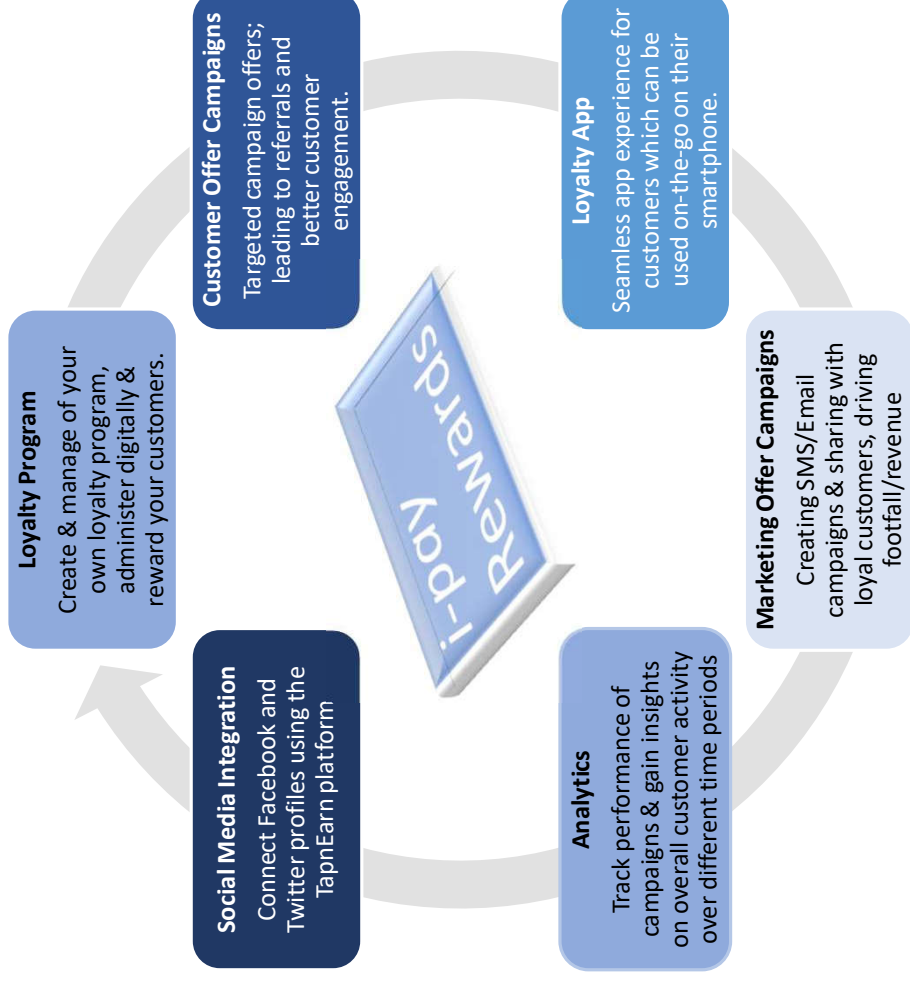 Loyalty Program
Create & manage of your
own loyalty program,
administer digitally &
reward your customers.
Customer Offer Campaigns
Targeted campaign offers;
leading to referrals and
better customer
engagement.
Loyalty App
Seamless app experience for
customers which can be
used on-the-go on their
smartphone.
Marketing Offer Campaigns
Creating SMS/Email
campaigns & sharing with
loyal customers, driving
footfall/revenue
Analytics
Track performance of
campaigns & gain insights
on overall customer activity
over different time periods
Social Media Integration
Connect Facebook and
Twitter profiles using the
TapnEarn platform
i-pay
Rewards